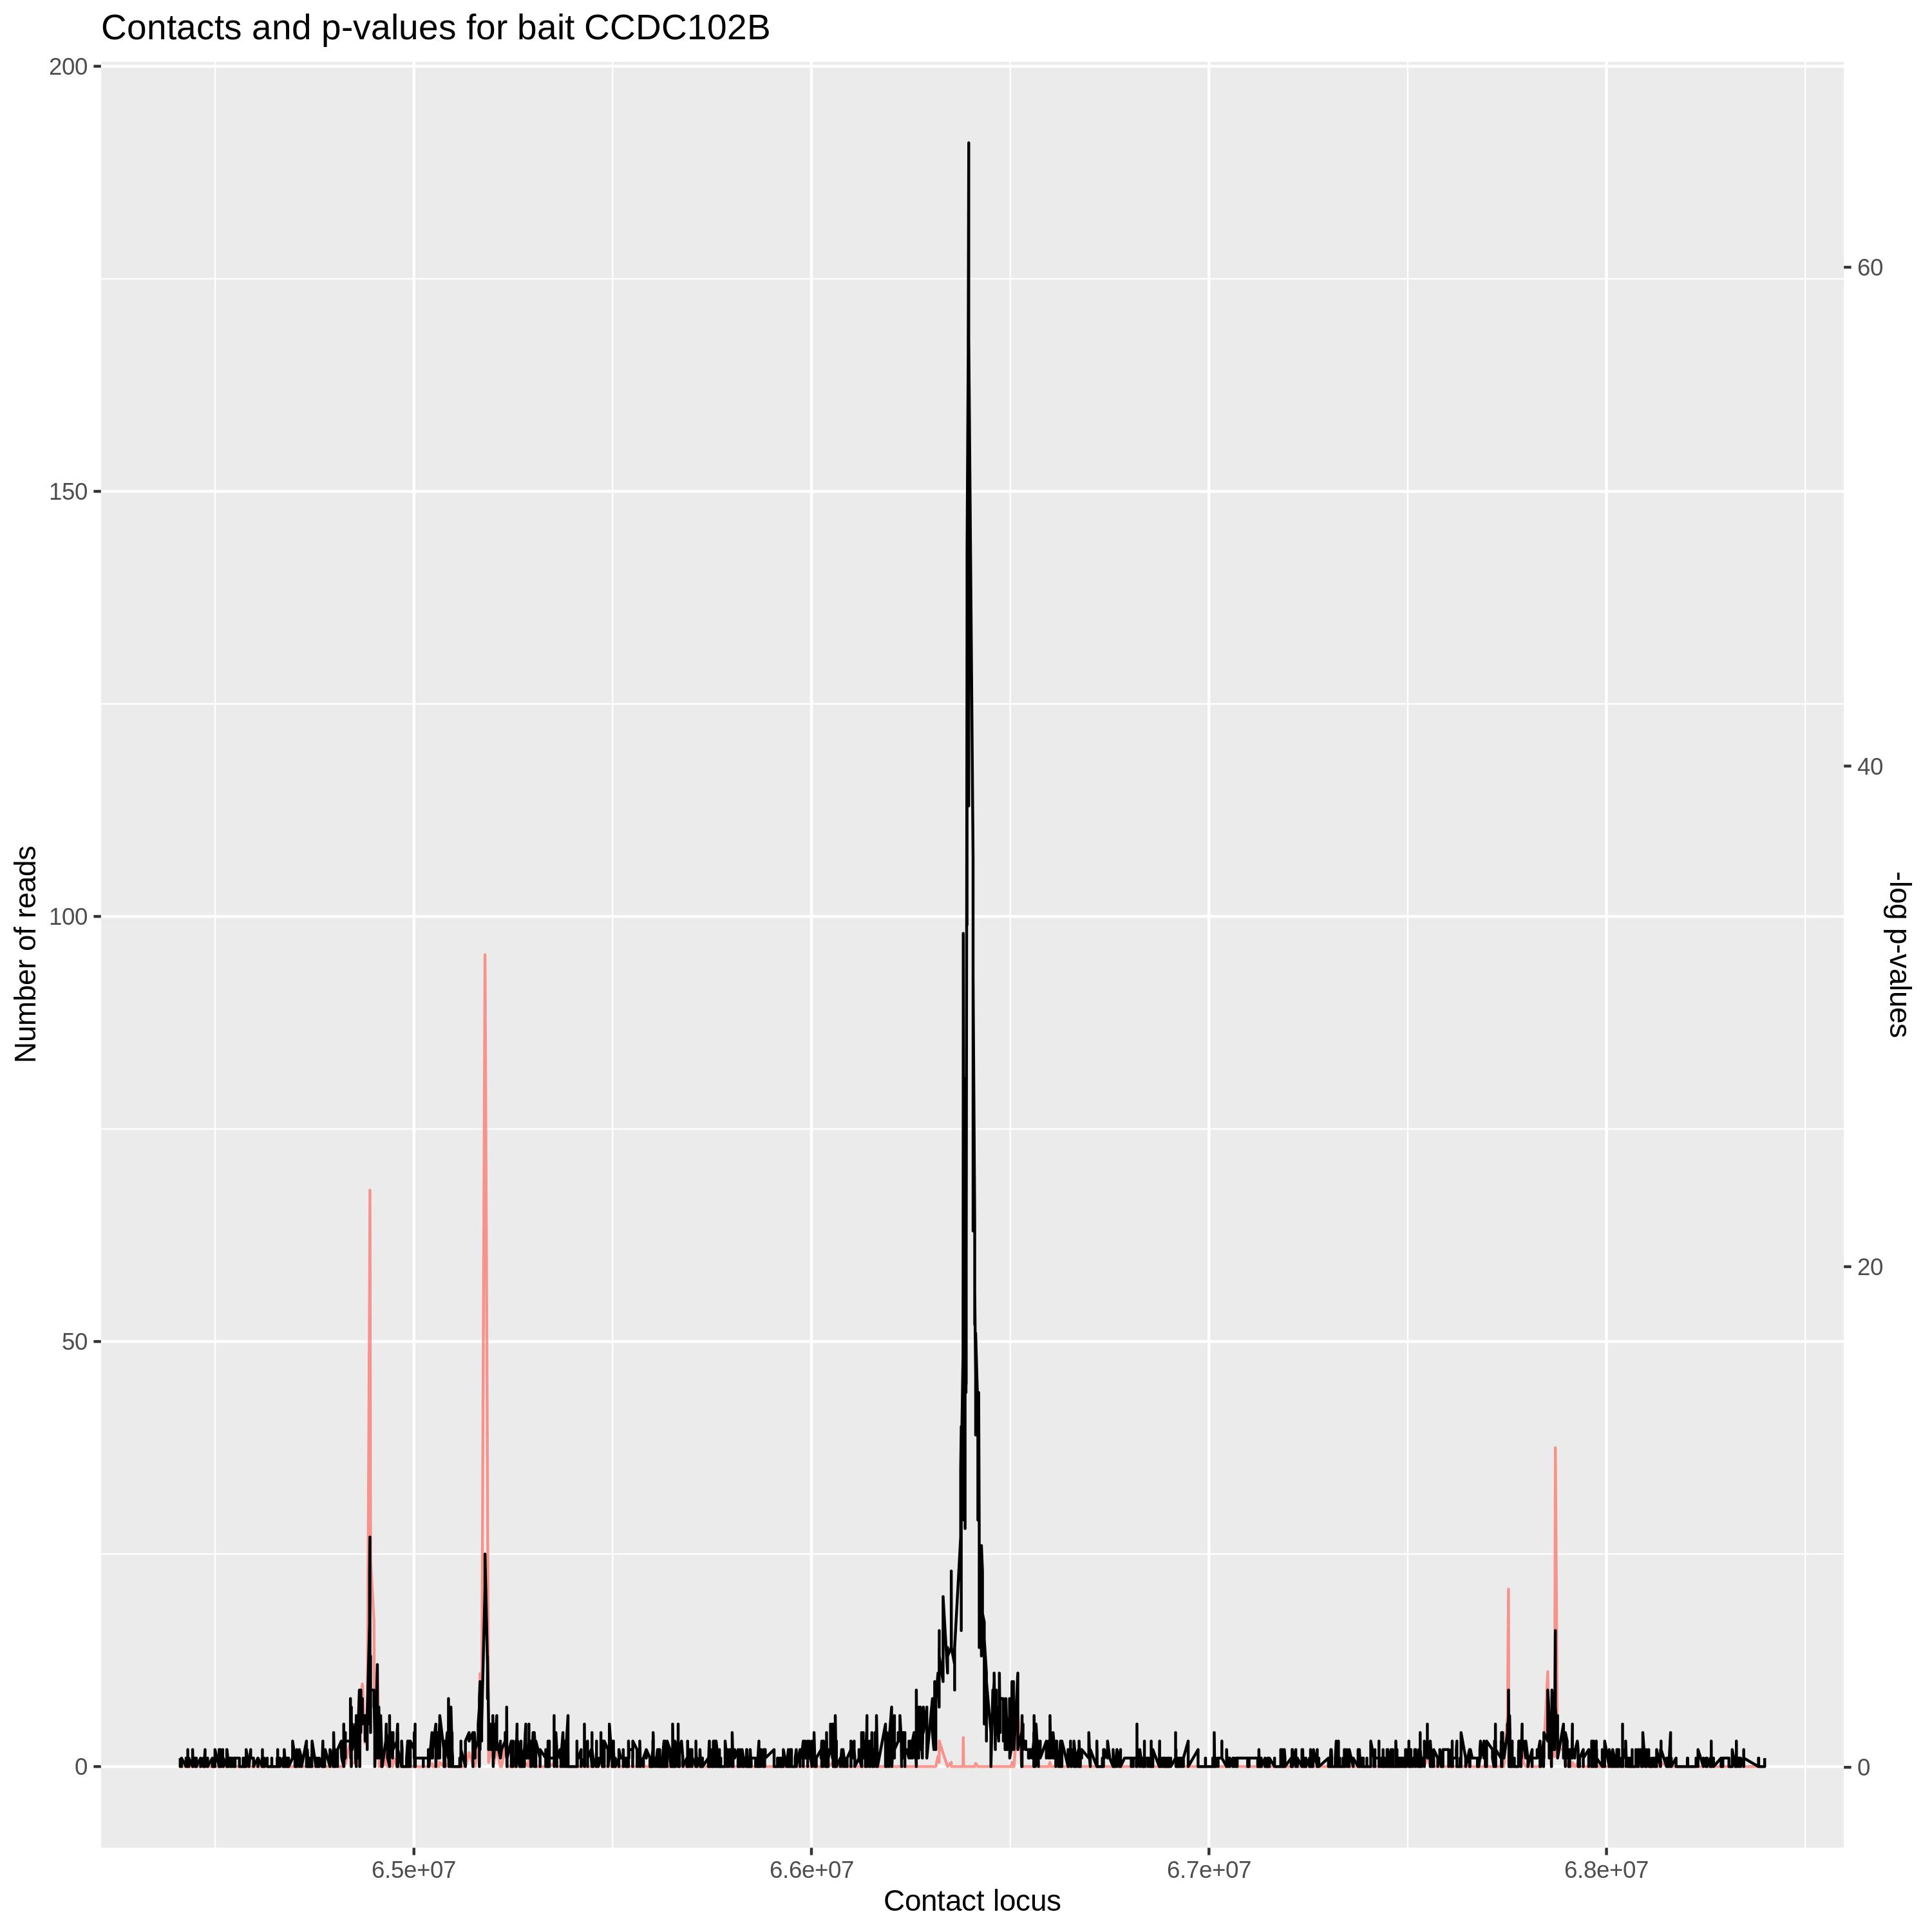 Contacts and p-values for bait CCDC102B
200
150
100
50
0
Number of reads
60
40
20
0
-log p-values
6.5e+07
6.6e+07
6.7e+07
6.8e+07
Contact locus